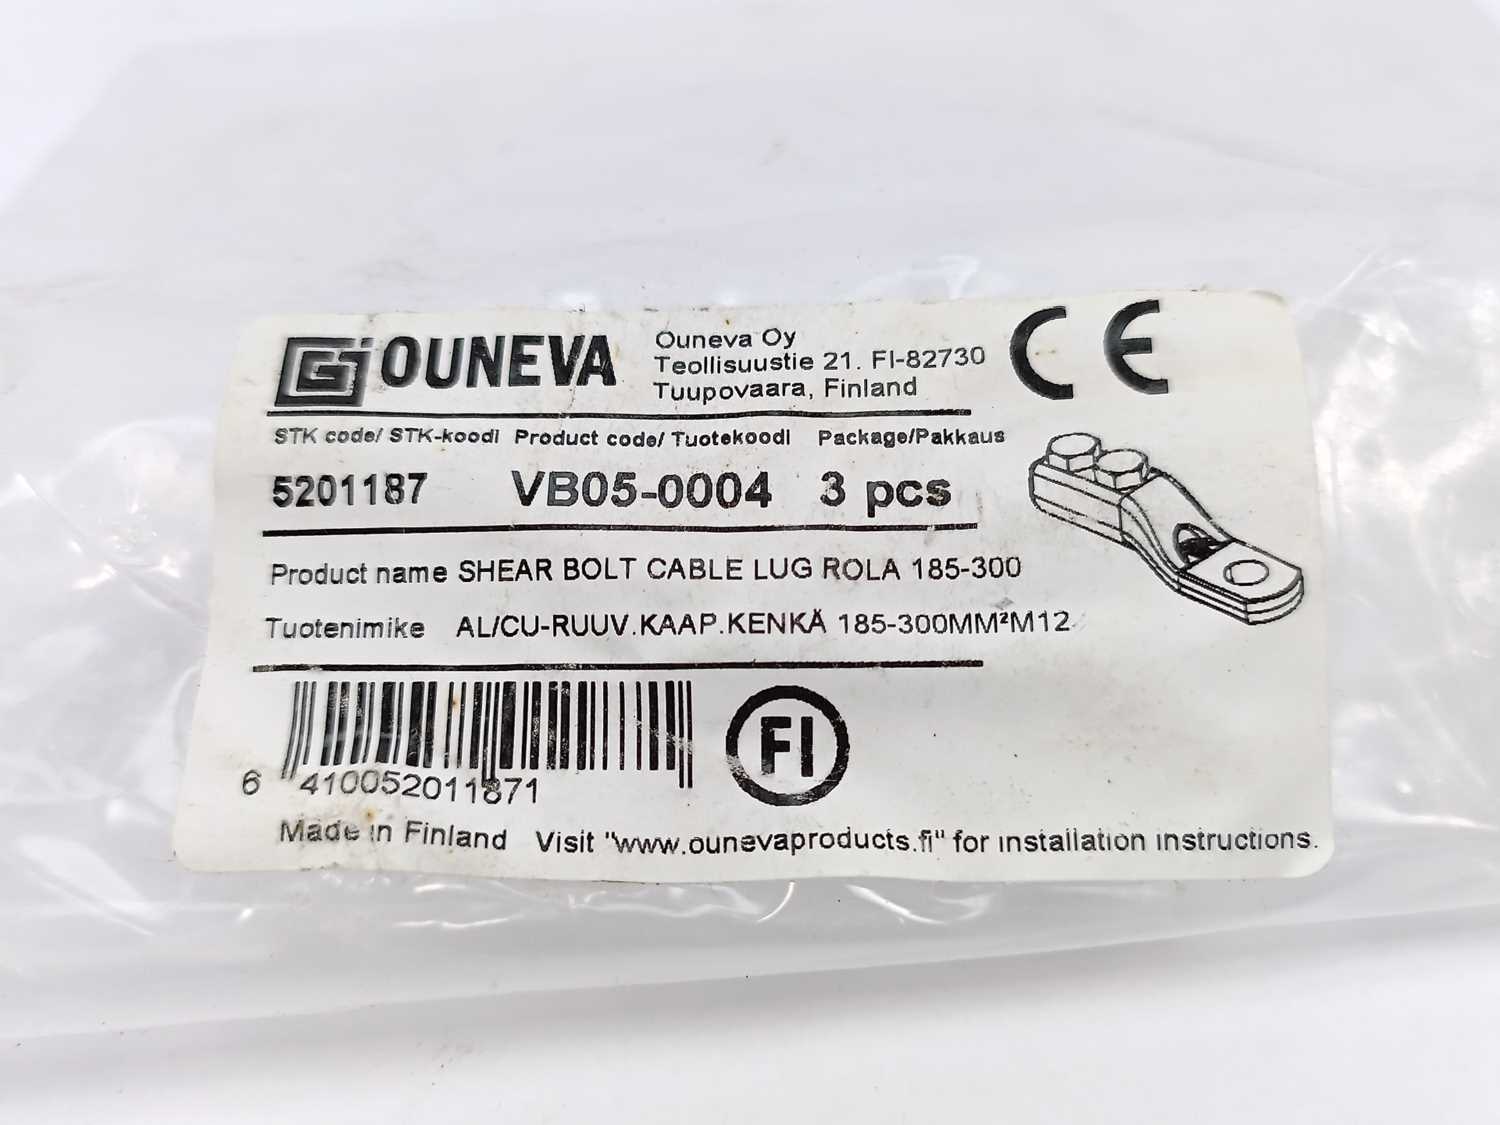 OUNEVA
Ouneva Oy
Teollisuustie 21. FI-82730
Tuupovaara, Finland
CE
STK code/ STK-koodi Product code/ Tuotekoodi Package/Pakkaus
5201187 VB05-0004 3 pcs
Product name SHEAR BOLT CABLE LUG ROLA 185-300
Tuotenimike AL/CU-RUUV.KAAP.KENKÄ 185-300MM²M12
FI
6 410052011871
Made in Finland Visit "www.ounevaproducts.fi" for installation instructions.